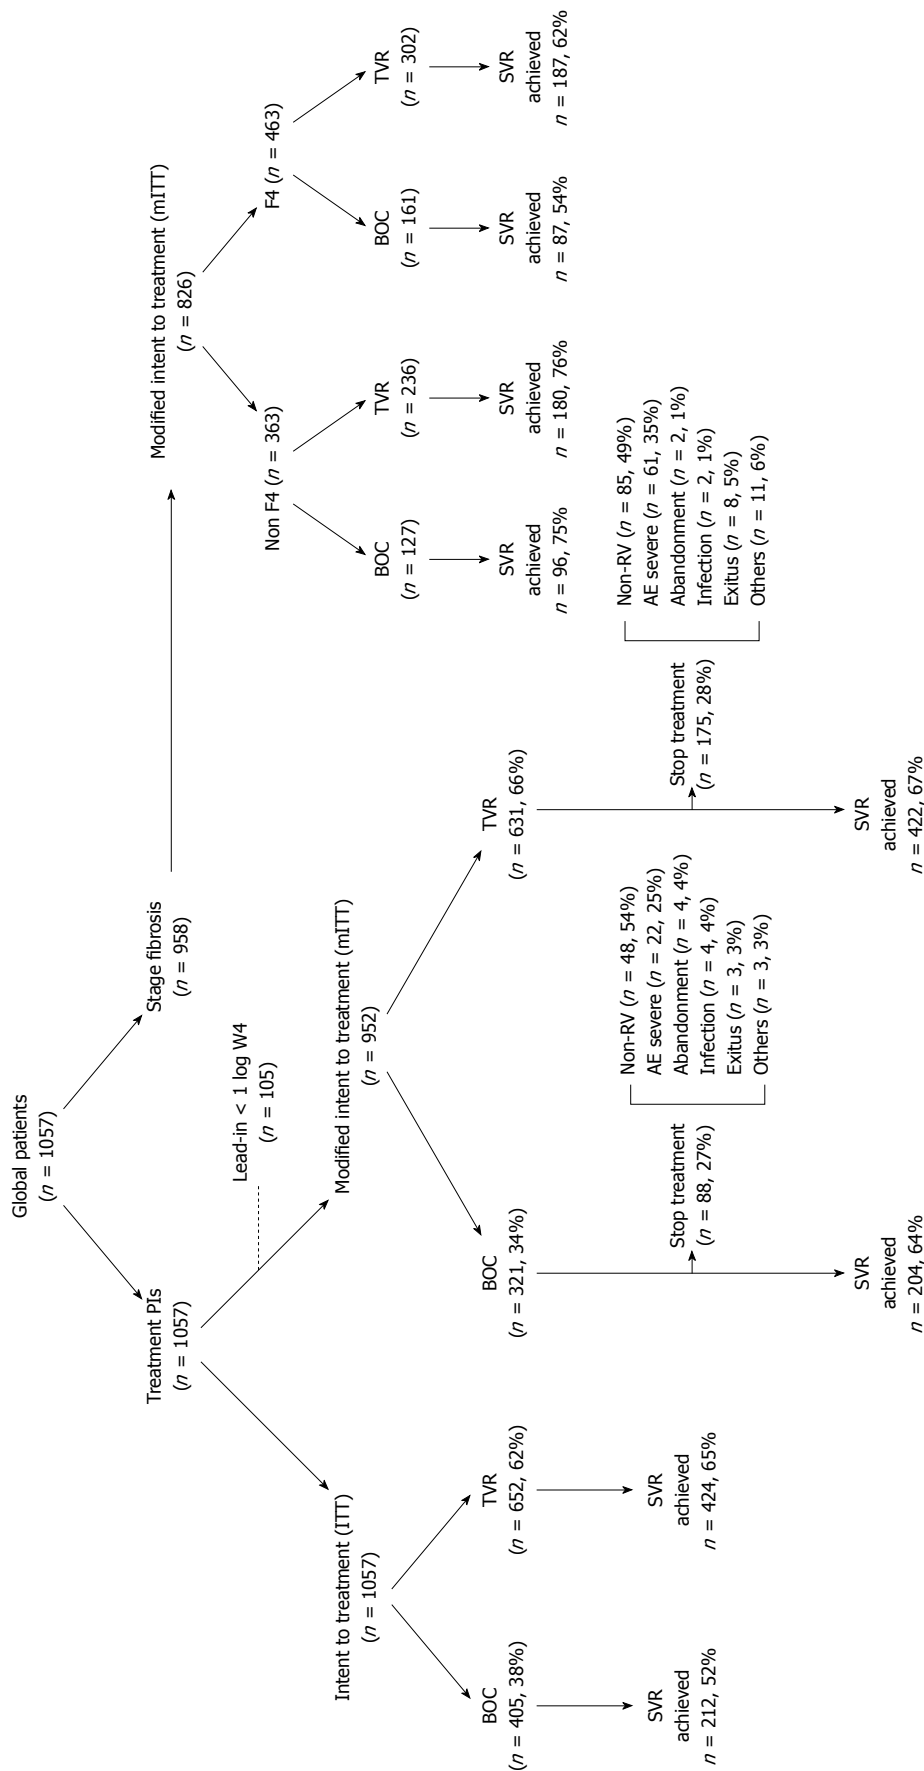 Global patients
(n = 1057)
Treatment PIs
(n = 1057)
Stage fibrosis
(n = 958)
Modified intent to treatment (mITT)
(n = 826)
Lead-in < 1 log W4
(n = 105)
Non F4 (n = 363)
F4 (n = 463)
Intent to treatment (ITT)
(n = 1057)
Modified intent to treatment (mITT)
(n = 952)
BOC
(n = 127)
TVR
(n = 236)
BOC
(n = 161)
TVR
(n = 302)
BOC
(n = 405, 38%)
TVR
(n = 652, 62%)
BOC
(n = 321, 34%)
TVR
(n = 631, 66%)
SVR
achieved
n = 96, 75%
SVR
achieved
n = 180, 76%
SVR
achieved
n = 87, 54%
SVR
achieved
n = 187, 62%
SVR
achieved
n = 212, 52%
SVR
achieved
n = 424, 65%
Stop treatment
(n = 88, 27%)
Non-RV (n = 48, 54%)
AE severe (n = 22, 25%)
Abandonment (n = 4, 4%)
Infection (n = 4, 4%)
Exitus (n = 3, 3%)
Others (n = 3, 3%)
Stop treatment
(n = 175, 28%)
Non-RV (n = 85, 49%)
AE severe (n = 61, 35%)
Abandonment (n = 2, 1%)
Infection (n = 2, 1%)
Exitus (n = 8, 5%)
Others (n = 11, 6%)
SVR
achieved
n = 204, 64%
SVR
achieved
n = 422, 67%